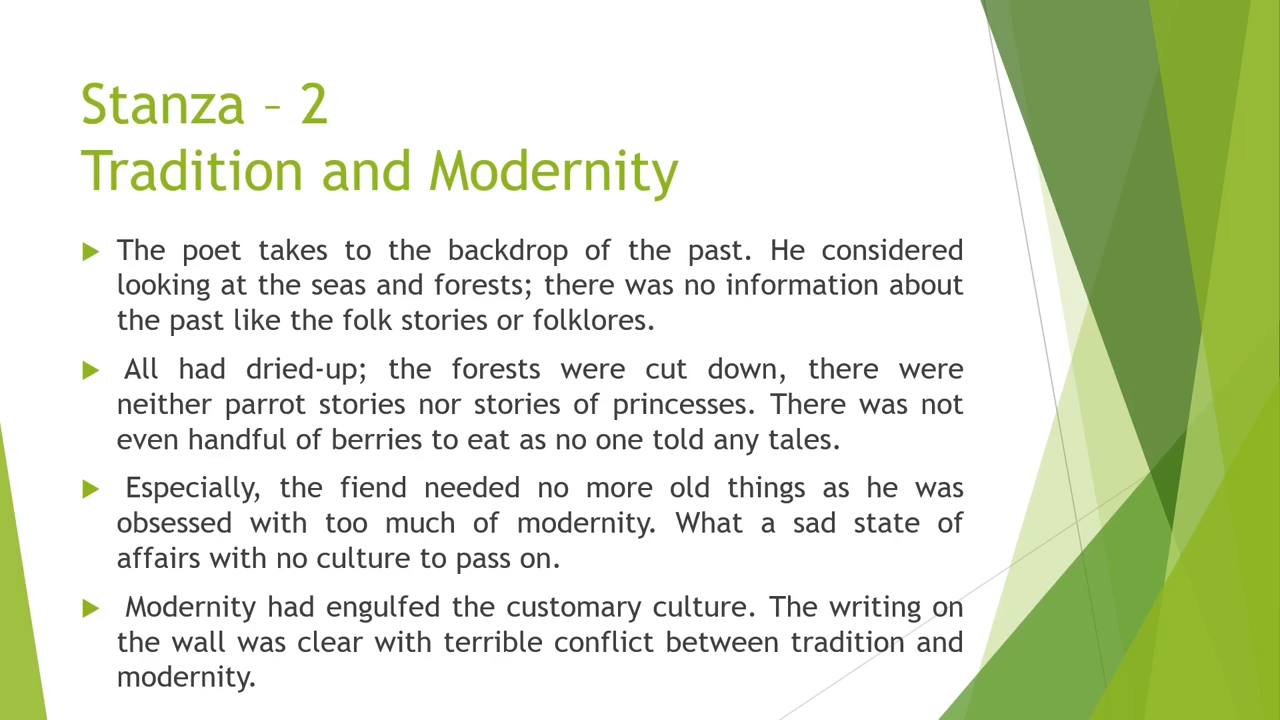 Stanza – 2
Tradition and Modernity
The poet takes to the backdrop of the past. He considered
looking at the seas and forests; there was no information about
the past like the folk stories or folklores.
All had dried-up; the forests were cut down, there were
neither parrot stories nor stories of princesses. There was not
even handful of berries to eat as no one told any tales.
Especially, the fiend needed no more old things as he was
obsessed with too much of modernity. What a sad state of
affairs with no culture to pass on.
Modernity had engulfed the customary culture. The writing on
the wall was clear with terrible conflict between tradition and
modernity.